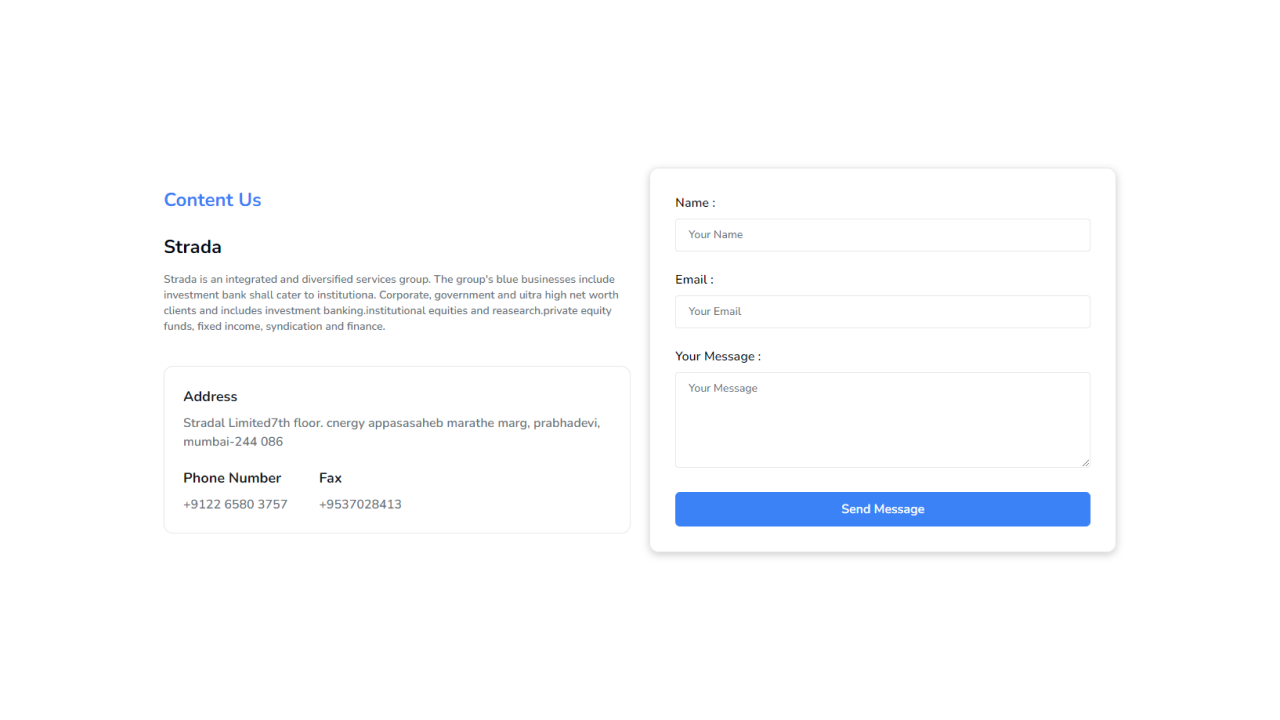 Content Us
Strada
Strada is an integrated and diversified services group. The group's blue businesses include
investment bank shall cater to institutiona. Corporate, government and uitra high net worth
clients and includes investment banking.institutional equities and reasearch.private equity
funds, fixed income, syndication and finance.
Address
Stradal Limited7th floor. cnergy appasasaheb marathe marg, prabhadevi,
mumbai-244 086
Phone Number
+9122 6580 3757
Fax
+9537028413
Name :
Your Name
Email :
Your Email
Your Message :
Your Message
Send Message